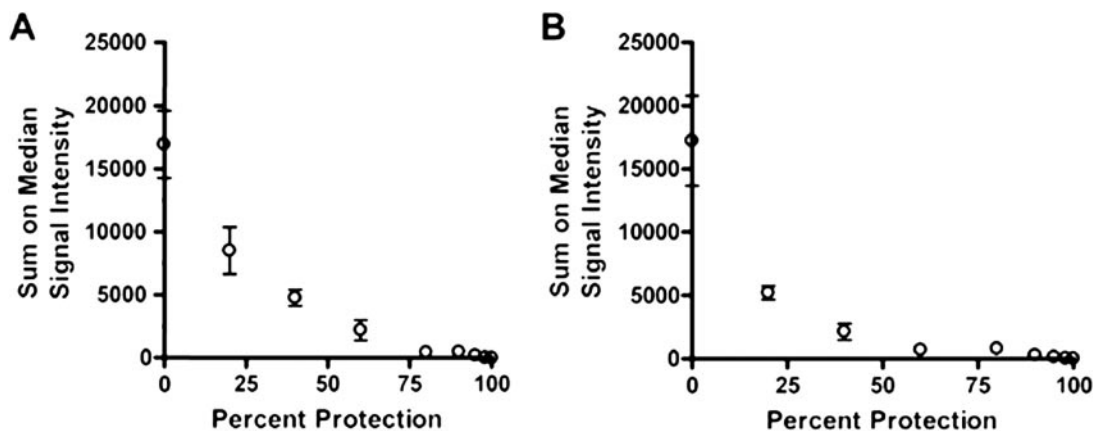 A
25000
20000
15000
10000
5000
0
0 25 50 75 100
Sum on Median
Signal Intensity
Percent Protection
B
25000
20000
15000
10000
5000
0
0 25 50 75 100
Sum on Median
Signal Intensity
Percent Protection